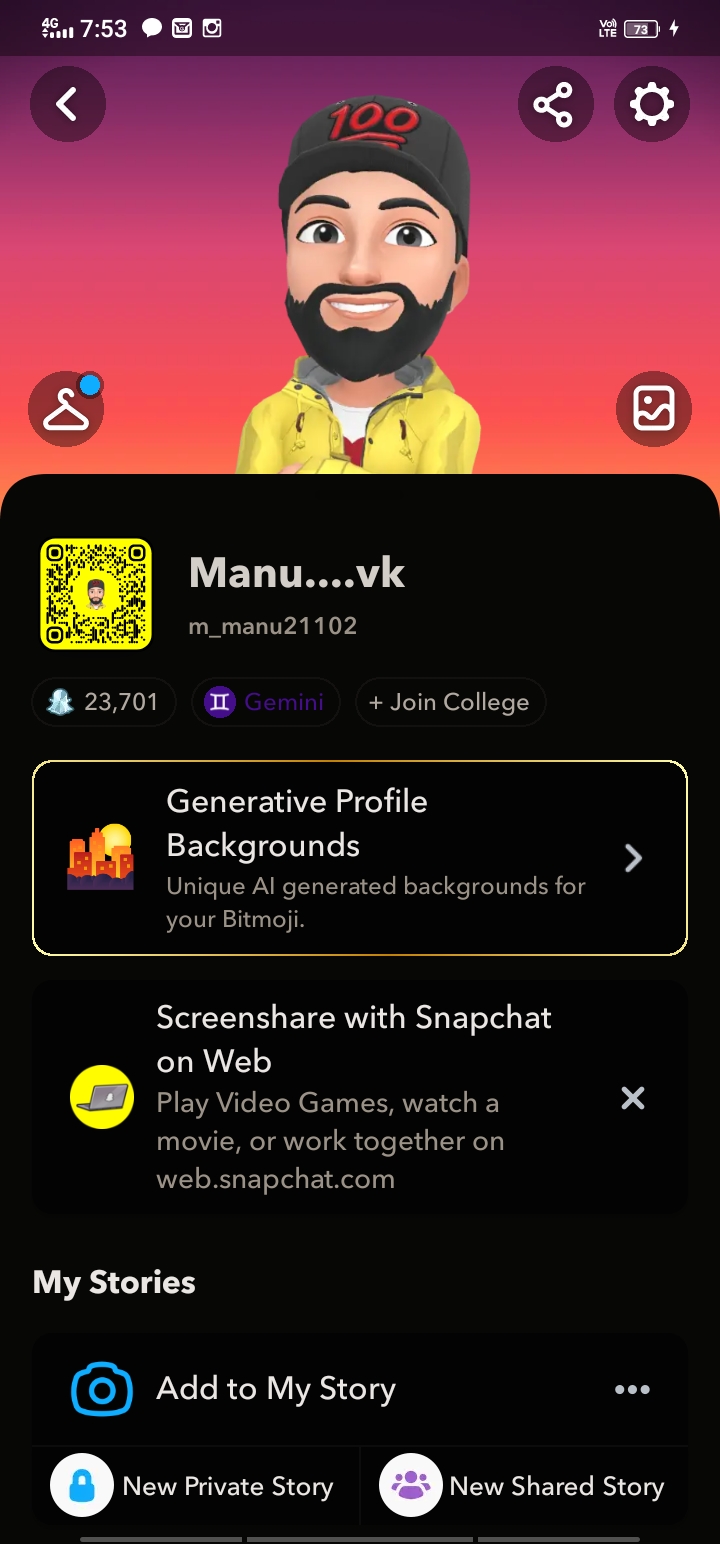 4G 7:53 Vo) LTE 73
100
Manu....vk
m_manu21102
23,701 Gemini + Join College
Generative Profile
Backgrounds
Unique AI generated backgrounds for
your Bitmoji.
Screenshare with Snapchat
on Web
Play Video Games, watch a
movie, or work together on
web.snapchat.com
My Stories
Add to My Story
New Private Story New Shared Story